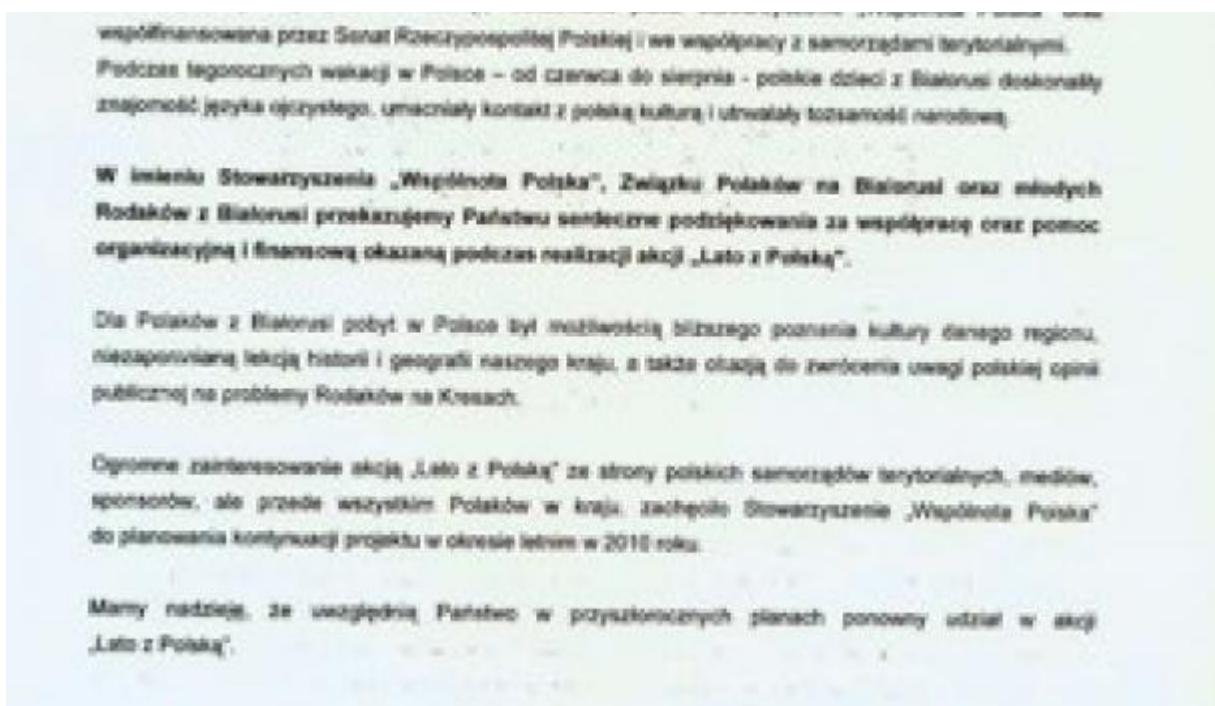 współfinansowana przez Senat Rzeczypospolitej Polskiej i we współpracy z samorządami terytorialnymi.
Podczas tegorocznych wakacji w Polsce – od czerwca do sierpnia - polskie dzieci z Białorusi doskonaliły
znajomość języka ojczystego, umacniały kontakt z polską kulturą i utrwalały tożsamość narodową.
W imieniu Stowarzyszenia „Wspólnota Polska”, Związku Polaków na Białorusi oraz młodych
Rodaków z Białorusi przekazujemy Państwu serdeczne podziękowania za współpracę oraz pomoc
organizacyjną i finansową okazaną podczas realizacji akcji „Lato z Polską”.
Dla Polaków z Białorusi pobyt w Polsce był możliwością bliższego poznania kultury danego regionu,
niezapomnianą lekcją historii i geografii naszego kraju, a także okazją do zwrócenia uwagi polskiej opinii
publicznej na problemy Rodaków na Kresach.
Ogromne zainteresowanie akcją „Lato z Polską” ze strony polskich samorządów terytorialnych, mediów,
sponsorów, ale przede wszystkim Polaków w kraju, zachęciło Stowarzyszenie „Wspólnota Polska”
do planowania kontynuacji projektu w okresie letnim w 2010 roku.
Mamy nadzieję, że uwzględnią Państwo w przyszłorocznych planach ponowny udział w akcji
„Lato z Polską”.